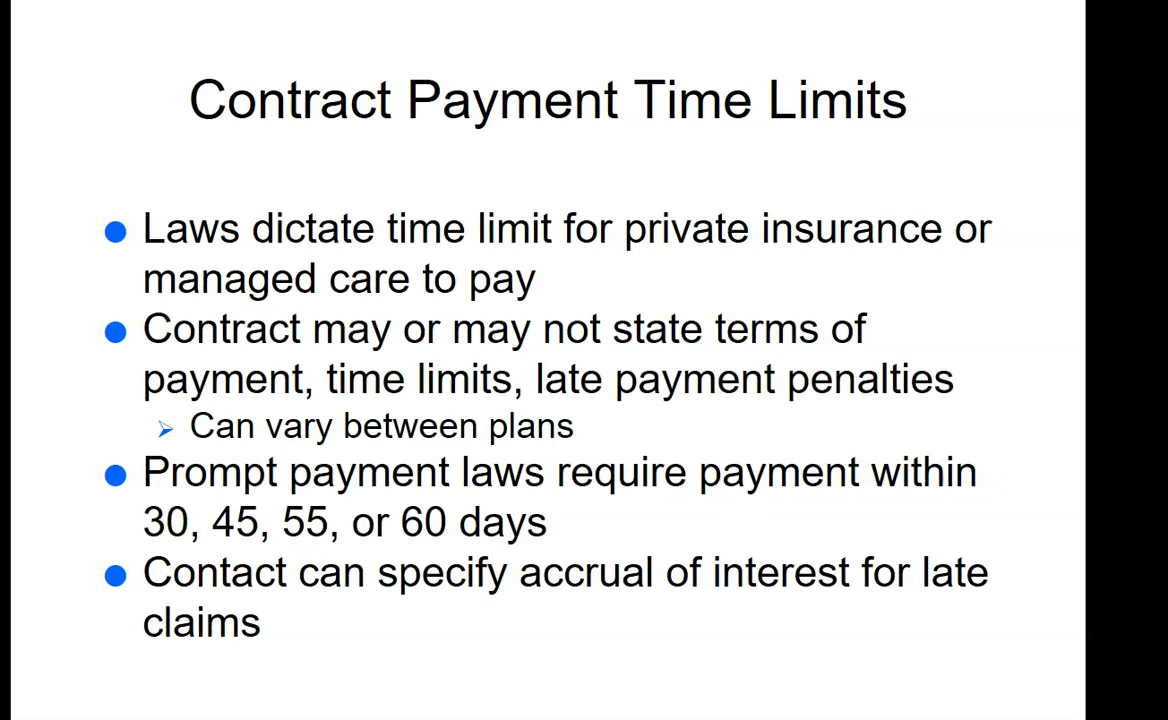 Contract Payment Time Limits
Laws dictate time limit for private insurance or
managed care to pay
Contract may or may not state terms of
payment, time limits, late payment penalties
Can vary between plans
Prompt payment laws require payment within
30, 45, 55, or 60 days
Contact can specify accrual of interest for late
claims